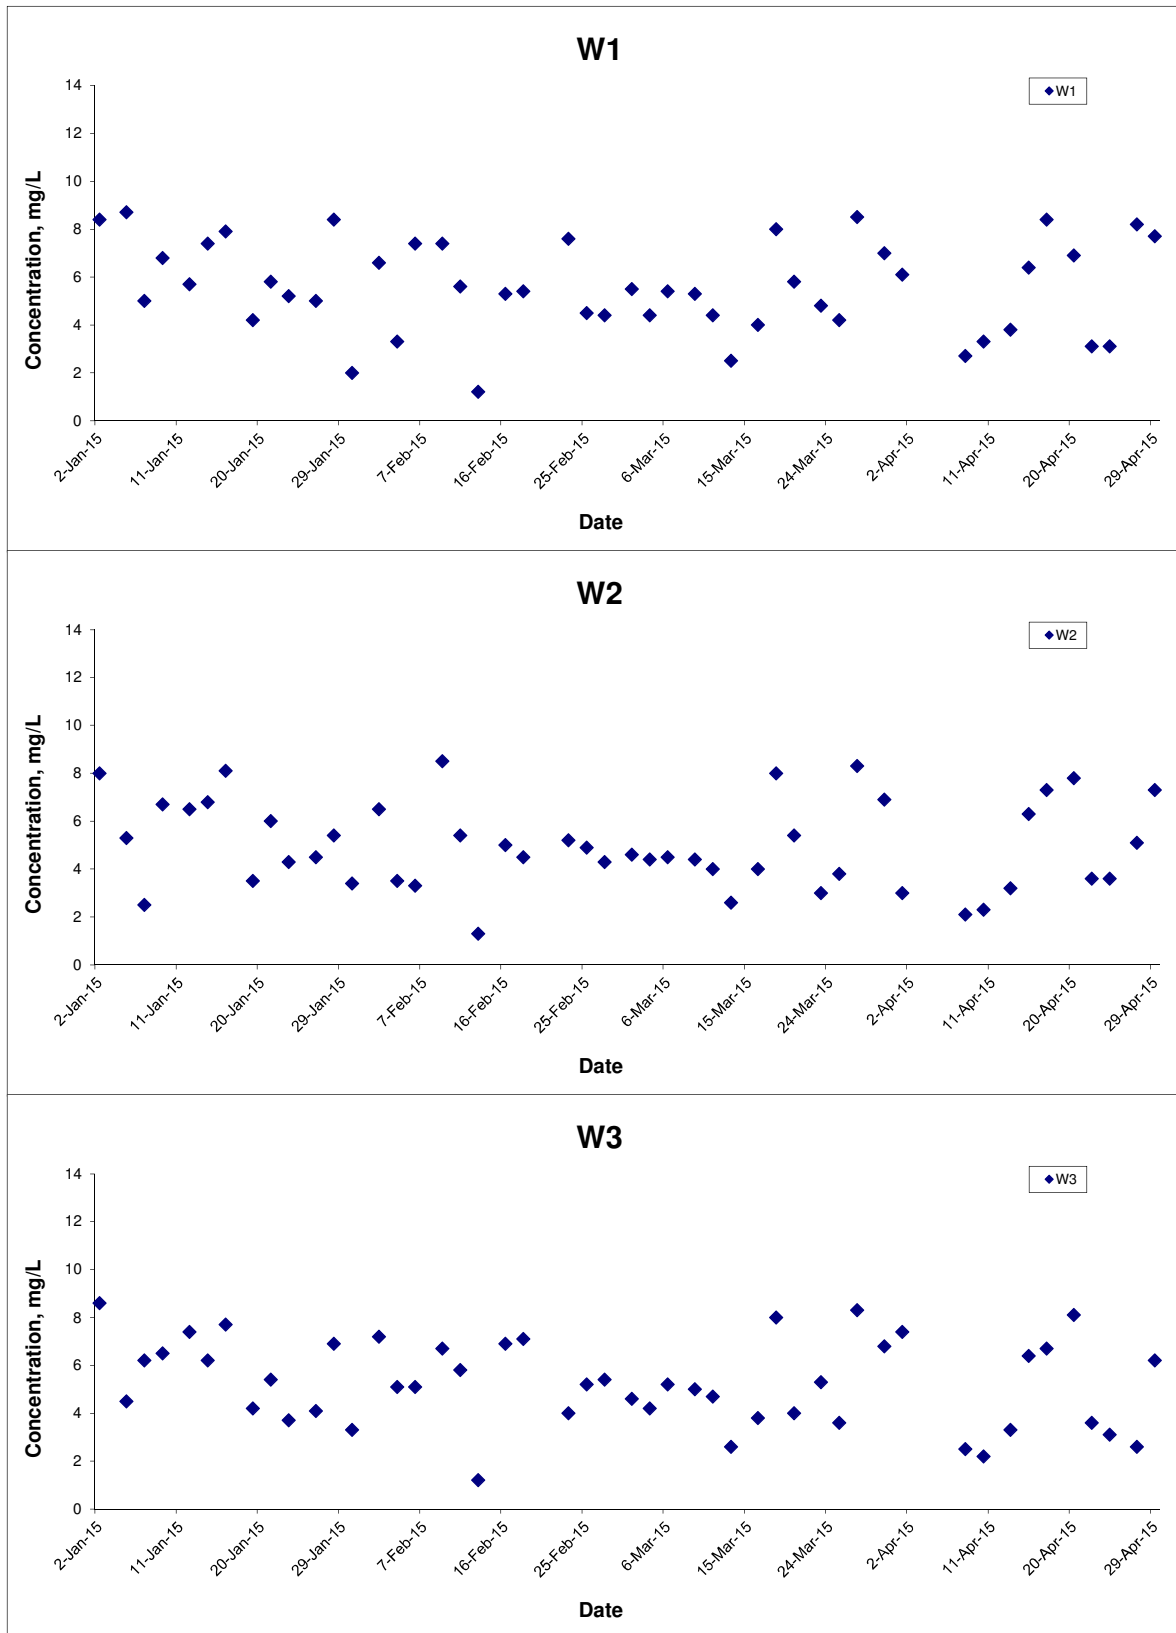 W1
W1
Concentration, mg/L
14
12
10
8
6
4
2
0
2-Jan-15
11-Jan-15
20-Jan-15
29-Jan-15
7-Feb-15
16-Feb-15
25-Feb-15
6-Mar-15
15-Mar-15
24-Mar-15
2-Apr-15
11-Apr-15
20-Apr-15
29-Apr-15
Date
W2
W2
Concentration, mg/L
14
12
10
8
6
4
2
0
2-Jan-15
11-Jan-15
20-Jan-15
29-Jan-15
7-Feb-15
16-Feb-15
25-Feb-15
6-Mar-15
15-Mar-15
24-Mar-15
2-Apr-15
11-Apr-15
20-Apr-15
29-Apr-15
Date
W3
W3
Concentration, mg/L
14
12
10
8
6
4
2
0
2-Jan-15
11-Jan-15
20-Jan-15
29-Jan-15
7-Feb-15
16-Feb-15
25-Feb-15
6-Mar-15
15-Mar-15
24-Mar-15
2-Apr-15
11-Apr-15
20-Apr-15
29-Apr-15
Date